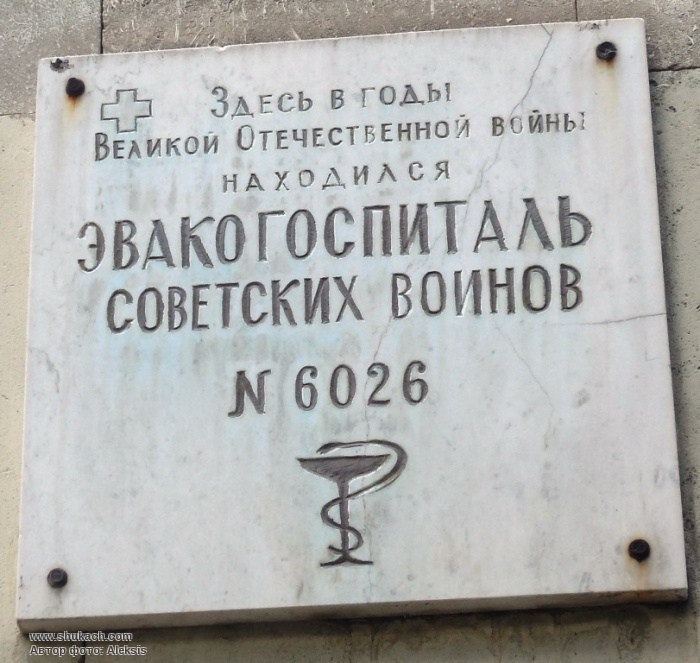 Здесь в годы
Великой Отечественной войны
находился
ЭВАКОГОСПИТАЛЬ
СОВЕТСКИХ ВОИНОВ
N 6026
www.shukach.com
Автор фото: Aleksis